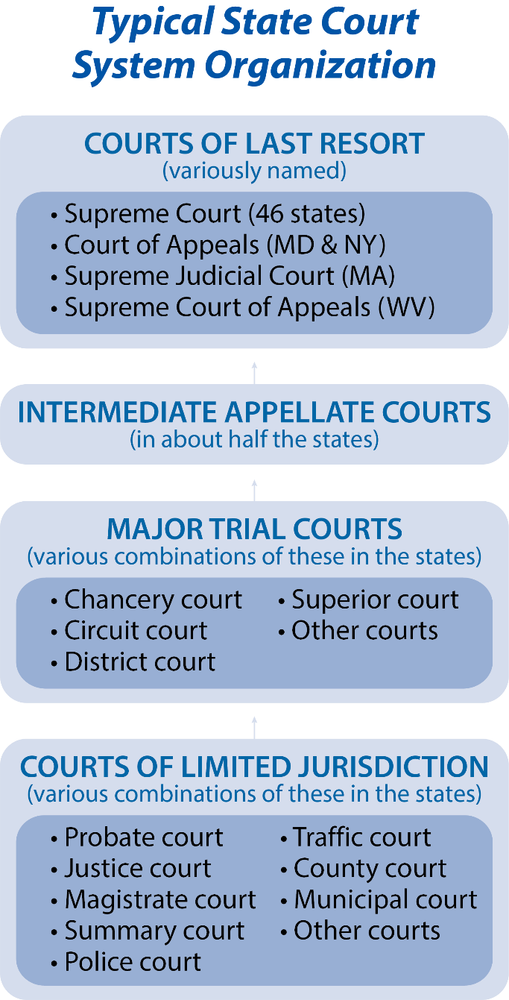 Typical State Court
System Organization
COURTS OF LAST RESORT
(variously named)
• Supreme Court (46 states)
• Court of Appeals (MD & NY)
• Supreme Judicial Court (MA)
• Supreme Court of Appeals (WV)
INTERMEDIATE APPELLATE COURTS
(in about half the states)
MAJOR TRIAL COURTS
(various combinations of these in the states)
• Chancery court
• Circuit court
• District court
• Superior court
• Other courts
COURTS OF LIMITED JURISDICTION
(various combinations of these in the states)
• Probate court
• Justice court
• Magistrate court
• Summary court
• Police court
• Traffic court
• County court
• Municipal court
• Other courts